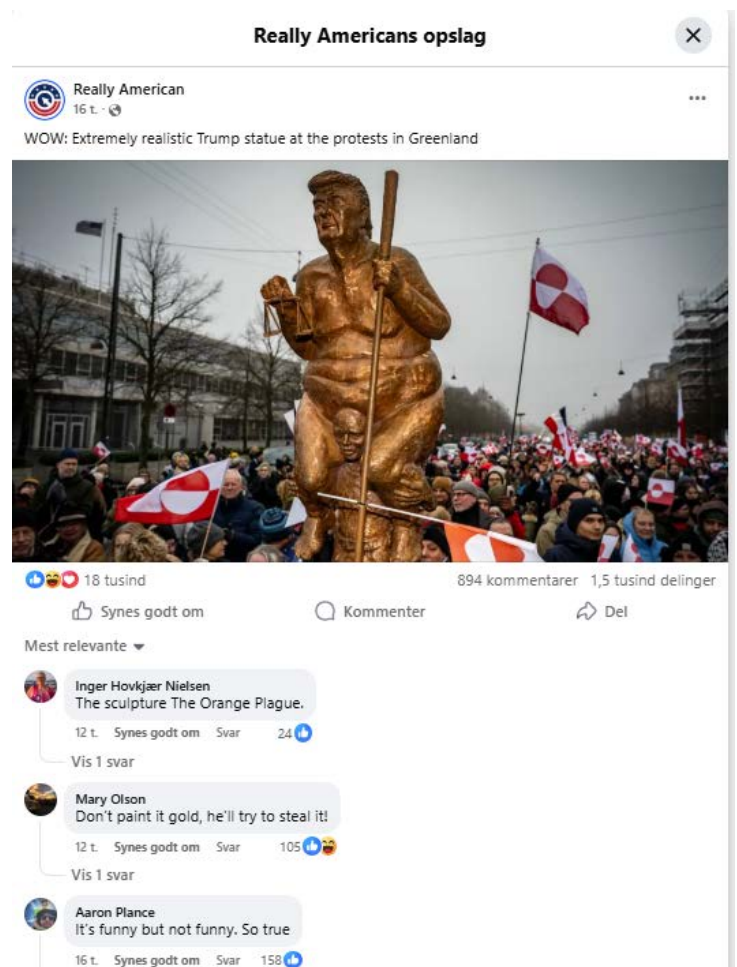 Really Americans opslag
Really American
16 t. ·
WOW: Extremely realistic Trump statue at the protests in Greenland
18 tusind
894 kommentarer 1,5 tusind delinger
Synes godt om Kommenter Del
Mest relevante
Inger Hovkjær Nielsen
The sculpture The Orange Plague.
12 t. Synes godt om Svar 24
Vis 1 svar
Mary Olson
Don't paint it gold, he'll try to steal it!
12 t. Synes godt om Svar 105
Vis 1 svar
Aaron Plance
It's funny but not funny. So true
16 t. Synes godt om Svar 158